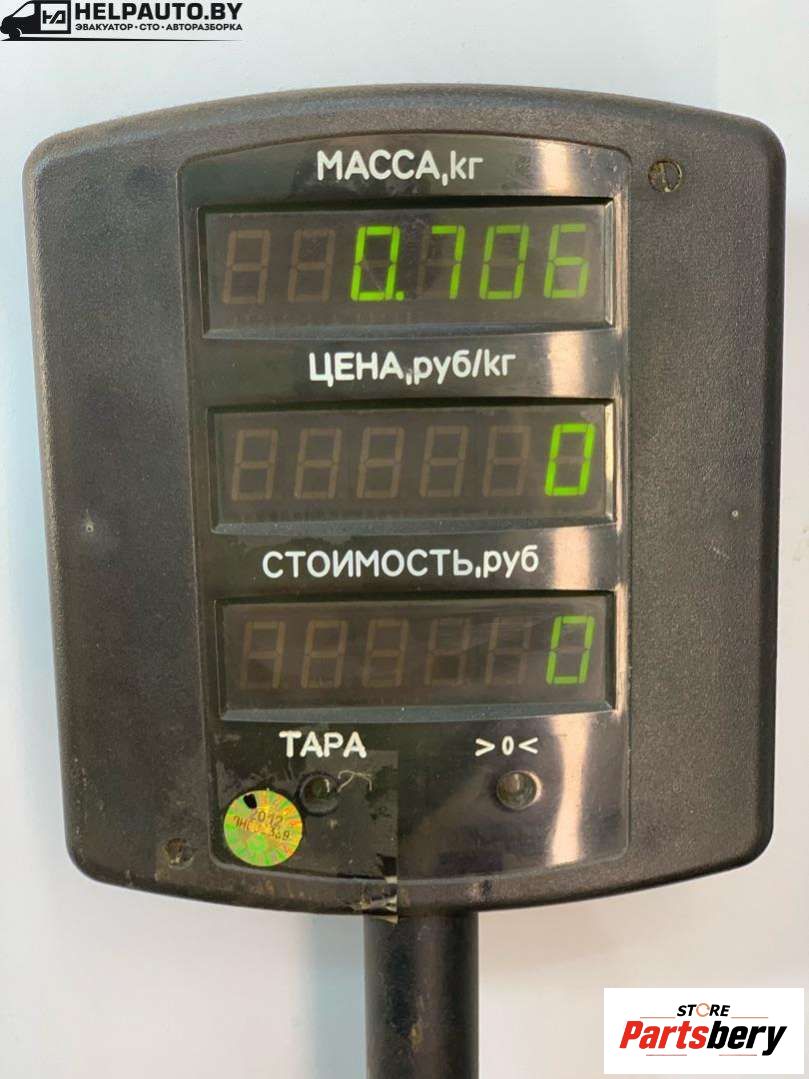 HELPAUTO.BY
ЭВАКУАТОР • СТО • АВТОРАЗБОРКА
МАССА,кг
0.706
ЦЕНА,руб/кг
0
СТОИМОСТЬ,руб
0
ТАРА >0<
2012
STORE
Partsbery